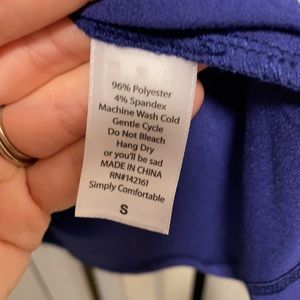 96% Polyester
4% Spandex
Machine Wash Cold
Gentle Cycle
Do Not Bleach
Hang Dry
or you'll be sad
MADE IN CHINA
RN#142161
Simply Comfortable
S